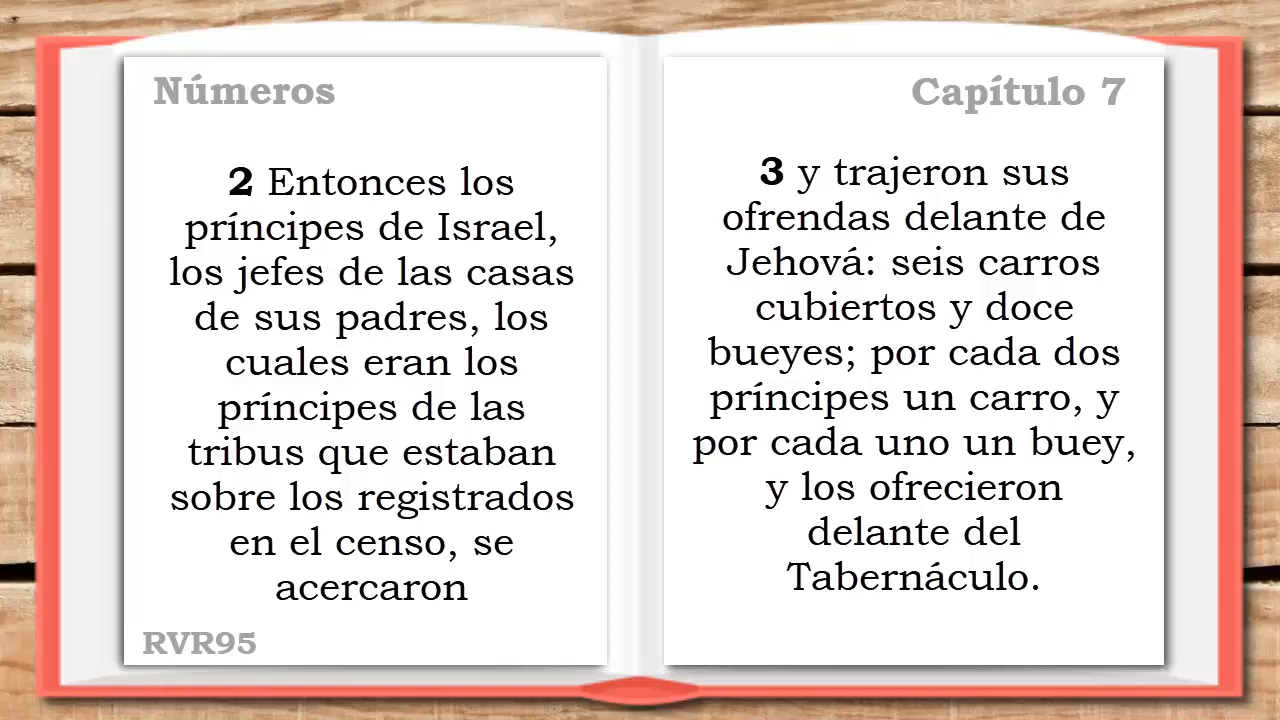 Números
2 Entonces los
príncipes de Israel,
los jefes de las casas
de sus padres, los
cuales eran los
príncipes de las
tribus que estaban
sobre los registrados
en el censo, se
acercaron
RVR95
Capítulo 7
3 y trajeron sus
ofrendas delante de
Jehová: seis carros
cubiertos y doce
bueyes; por cada dos
príncipes un carro, y
por cada uno un buey,
y los ofrecieron
delante del
Tabernáculo.